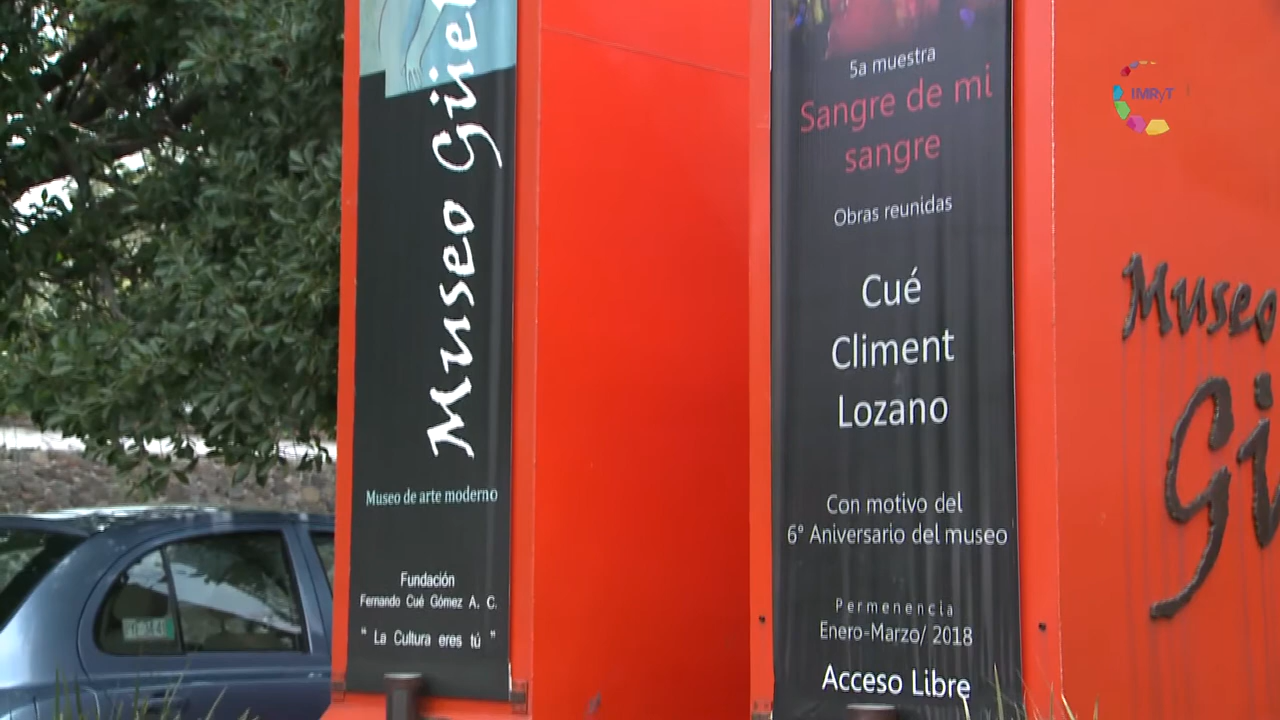 Museo
Museo de arte moderno
Fundación
Fernando Cué Gómez A. C.
" La Cultura eres tú "
5a muestra
Sangre de mi
sangre
Obras reunidas
Cué
Climent
Lozano
Con motivo del
6° Aniversario del museo
Permenencia
Enero-Marzo/ 2018
Acceso Libre
IMRyT
Museo